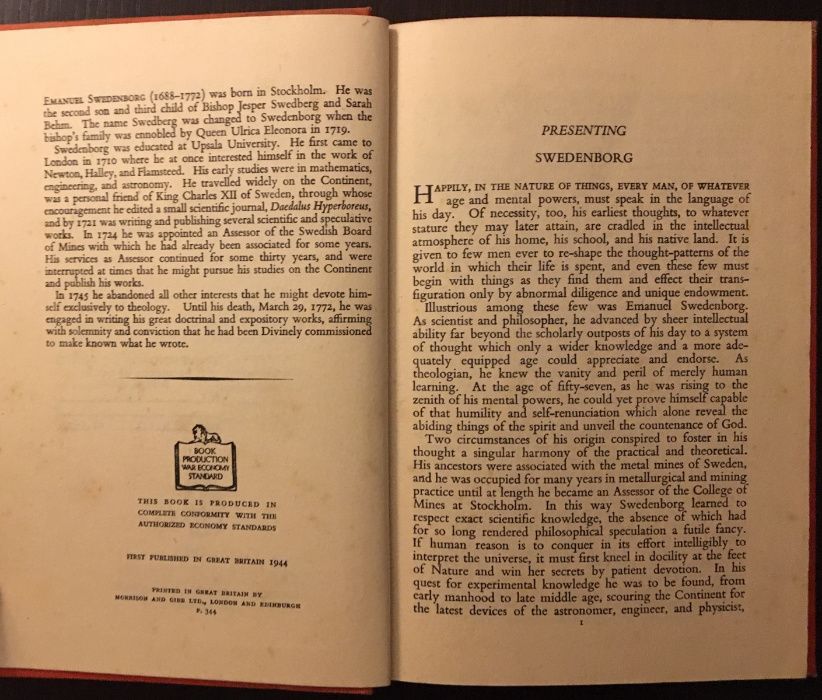 EMANUEL SWEDENBORG (1688-1772) was born in Stockholm. He was
the second son and third child of Bishop Jesper Swedberg and Sarah
Behm. The name Swedberg was changed to Swedenborg when the
bishop's family was ennobled by Queen Ulrica Eleonora in 1719.
Swedenborg was educated at Upsala University. He first came to
London in 1710 where he at once interested himself in the work of
Newton, Halley, and Flamsteed. His early studies were in mathematics,
engineering, and astronomy. He travelled widely on the Continent,
was a personal friend of King Charles XII of Sweden, through whose
encouragement he edited a small scientific journal, Daedalus Hyperboreus,
and by 1721 was writing and publishing several scientific and speculative
works. In 1724 he was appointed an Assessor of the Swedish Board
of Mines with which he had already been associated for some years.
His services as Assessor continued for some thirty years, and were
interrupted at times that he might pursue his studies on the Continent
and publish his works.
In 1745 he abandoned all other interests that he might devote him-
self exclusively to theology. Until his death, March 29, 1772, he was
engaged in writing his great doctrinal and expository works, affirming
with solemnity and conviction that he had been Divinely commissioned
to make known what he wrote.
BOOK
PRODUCTION
WAR ECONOMY
STANDARD
THIS BOOK IS PRODUCED IN
COMPLETE CONFORMITY WITH THE
AUTHORIZED ECONOMY STANDARDS
FIRST PUBLISHED IN GREAT BRITAIN 1944
PRINTED IN GREAT BRITAIN BY
MORRISON AND GIBB LTD., LONDON AND EDINBURGH
P. 344
PRESENTING
SWEDENBORG
HAPPILY, IN THE NATURE OF THINGS, EVERY MAN, OF WHATEVER
age and mental powers, must speak in the language of
his day. Of necessity, too, his earliest thoughts, to whatever
stature they may later attain, are cradled in the intellectual
atmosphere of his home, his school, and his native land. It is
given to few men ever to re-shape the thought-patterns of the
world in which their life is spent, and even these few must
begin with things as they find them and effect their trans-
figuration only by abnormal diligence and unique endowment.
Illustrious among these few was Emanuel Swedenborg.
As scientist and philosopher, he advanced by sheer intellectual
ability far beyond the scholarly outposts of his day to a system
of thought which only a wider knowledge and a more ade-
quately equipped age could appreciate and endorse. As
theologian, he knew the vanity and peril of merely human
learning. At the age of fifty-seven, as he was rising to the
zenith of his mental powers, he could yet prove himself capable
of that humility and self-renunciation which alone reveal the
abiding things of the spirit and unveil the countenance of God.
Two circumstances of his origin conspired to foster in his
thought a singular harmony of the practical and theoretical.
His ancestors were associated with the metal mines of Sweden,
and he was occupied for many years in metallurgical and mining
practice until at length he became an Assessor of the College of
Mines at Stockholm. In this way Swedenborg learned to
respect exact scientific knowledge, the absence of which had
for so long rendered philosophical speculation a futile fancy.
If human reason is to conquer in its effort intelligibly to
interpret the universe, it must first kneel in docility at the feet
of Nature and win her secrets by patient devotion. In his
quest for experimental knowledge he was to be found, from
early manhood to late middle age, scouring the Continent for
the latest devices of the astronomer, engineer, and physicist,
1